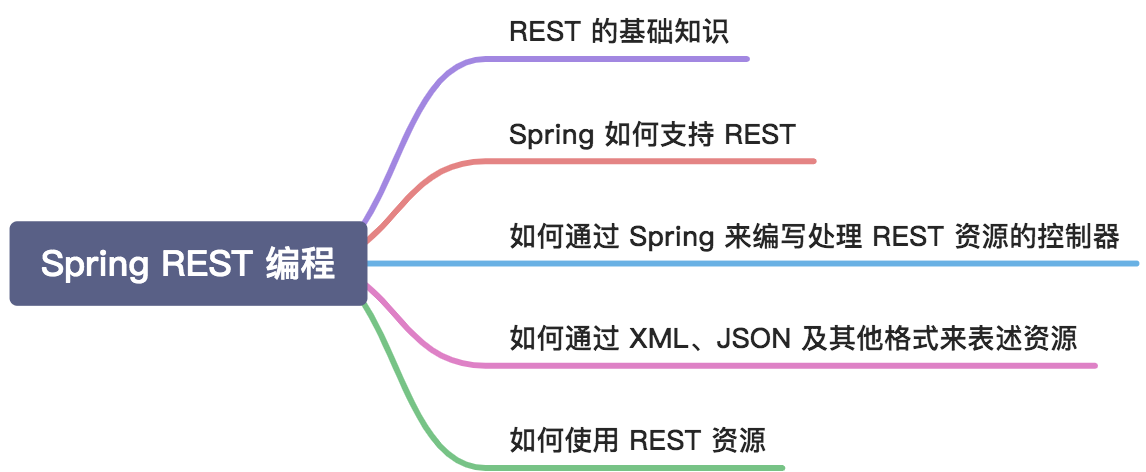 REST 的基础知识
Spring 如何支持 REST
如何通过 Spring 来编写处理 REST 资源的控制器
Spring REST 编程
如何通过 XML、JSON 及其他格式来表述资源
如何使用 REST 资源